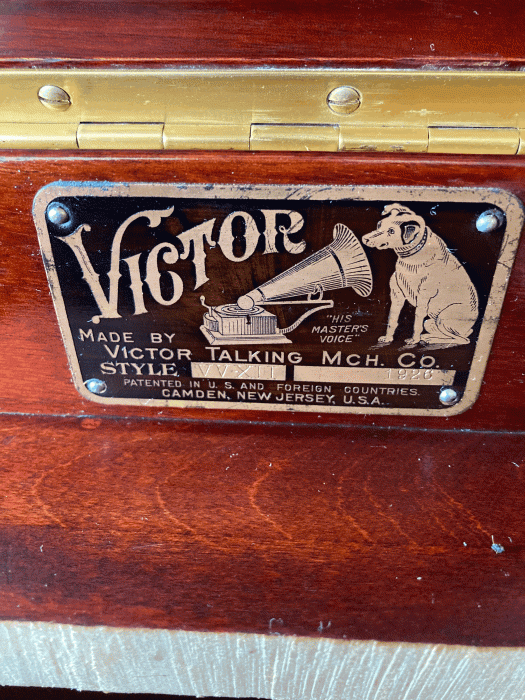 VICTOR
"HIS
MASTER'S
VOICE"
MADE BY
VICTOR TALKING MCH. CO.
STYLE VV-XII 1926
PATENTED IN U.S. AND FOREIGN COUNTRIES.
CAMDEN, NEW JERSEY, U.S.A.